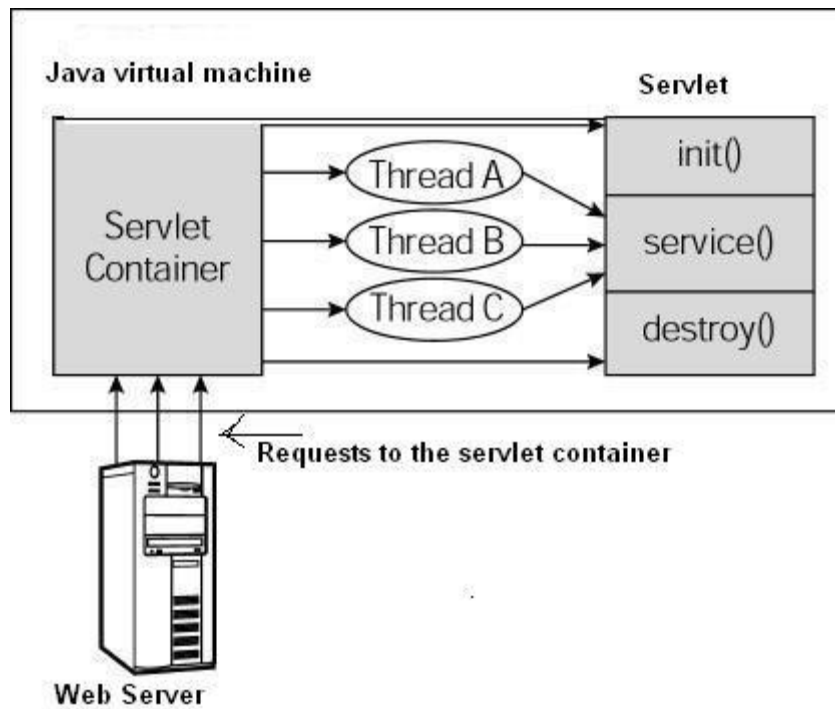 Java virtual machine
Servlet
Servlet
Container
Thread A
Thread B
Thread C
init()
service()
destroy()
Requests to the servlet container
Web Server